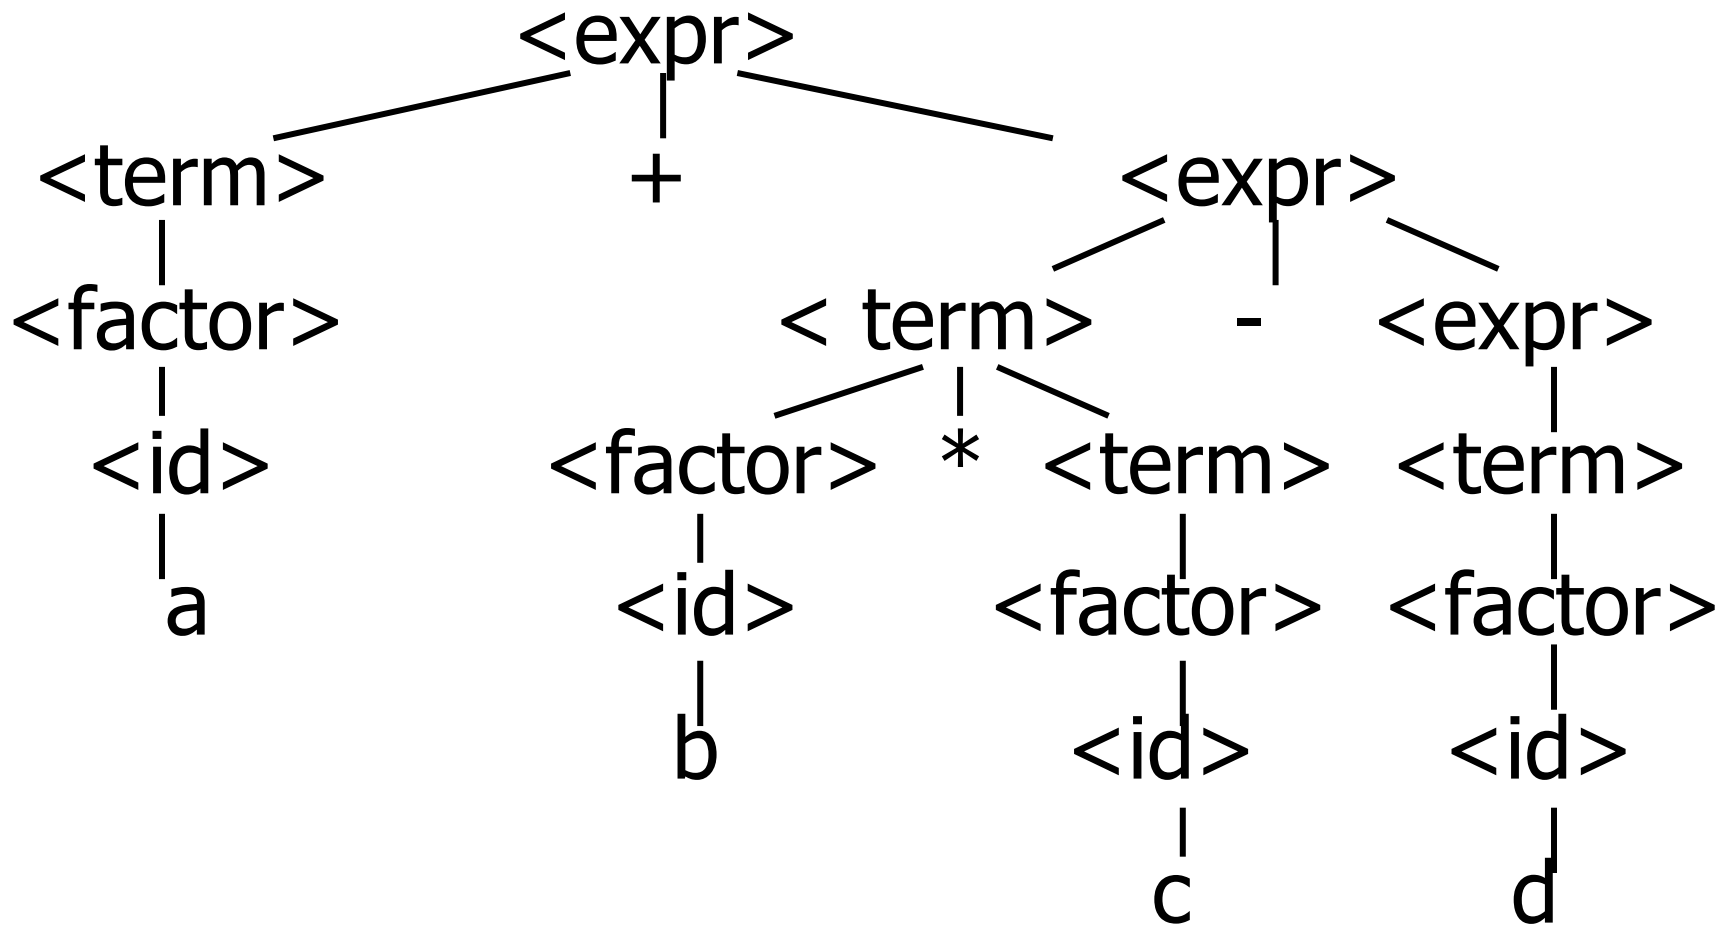 <expr>
<term> + <expr>
<factor> < term> - <expr>
<id> <factor> * <term> <term>
a <id> <factor> <factor>
b <id> <id>
c d